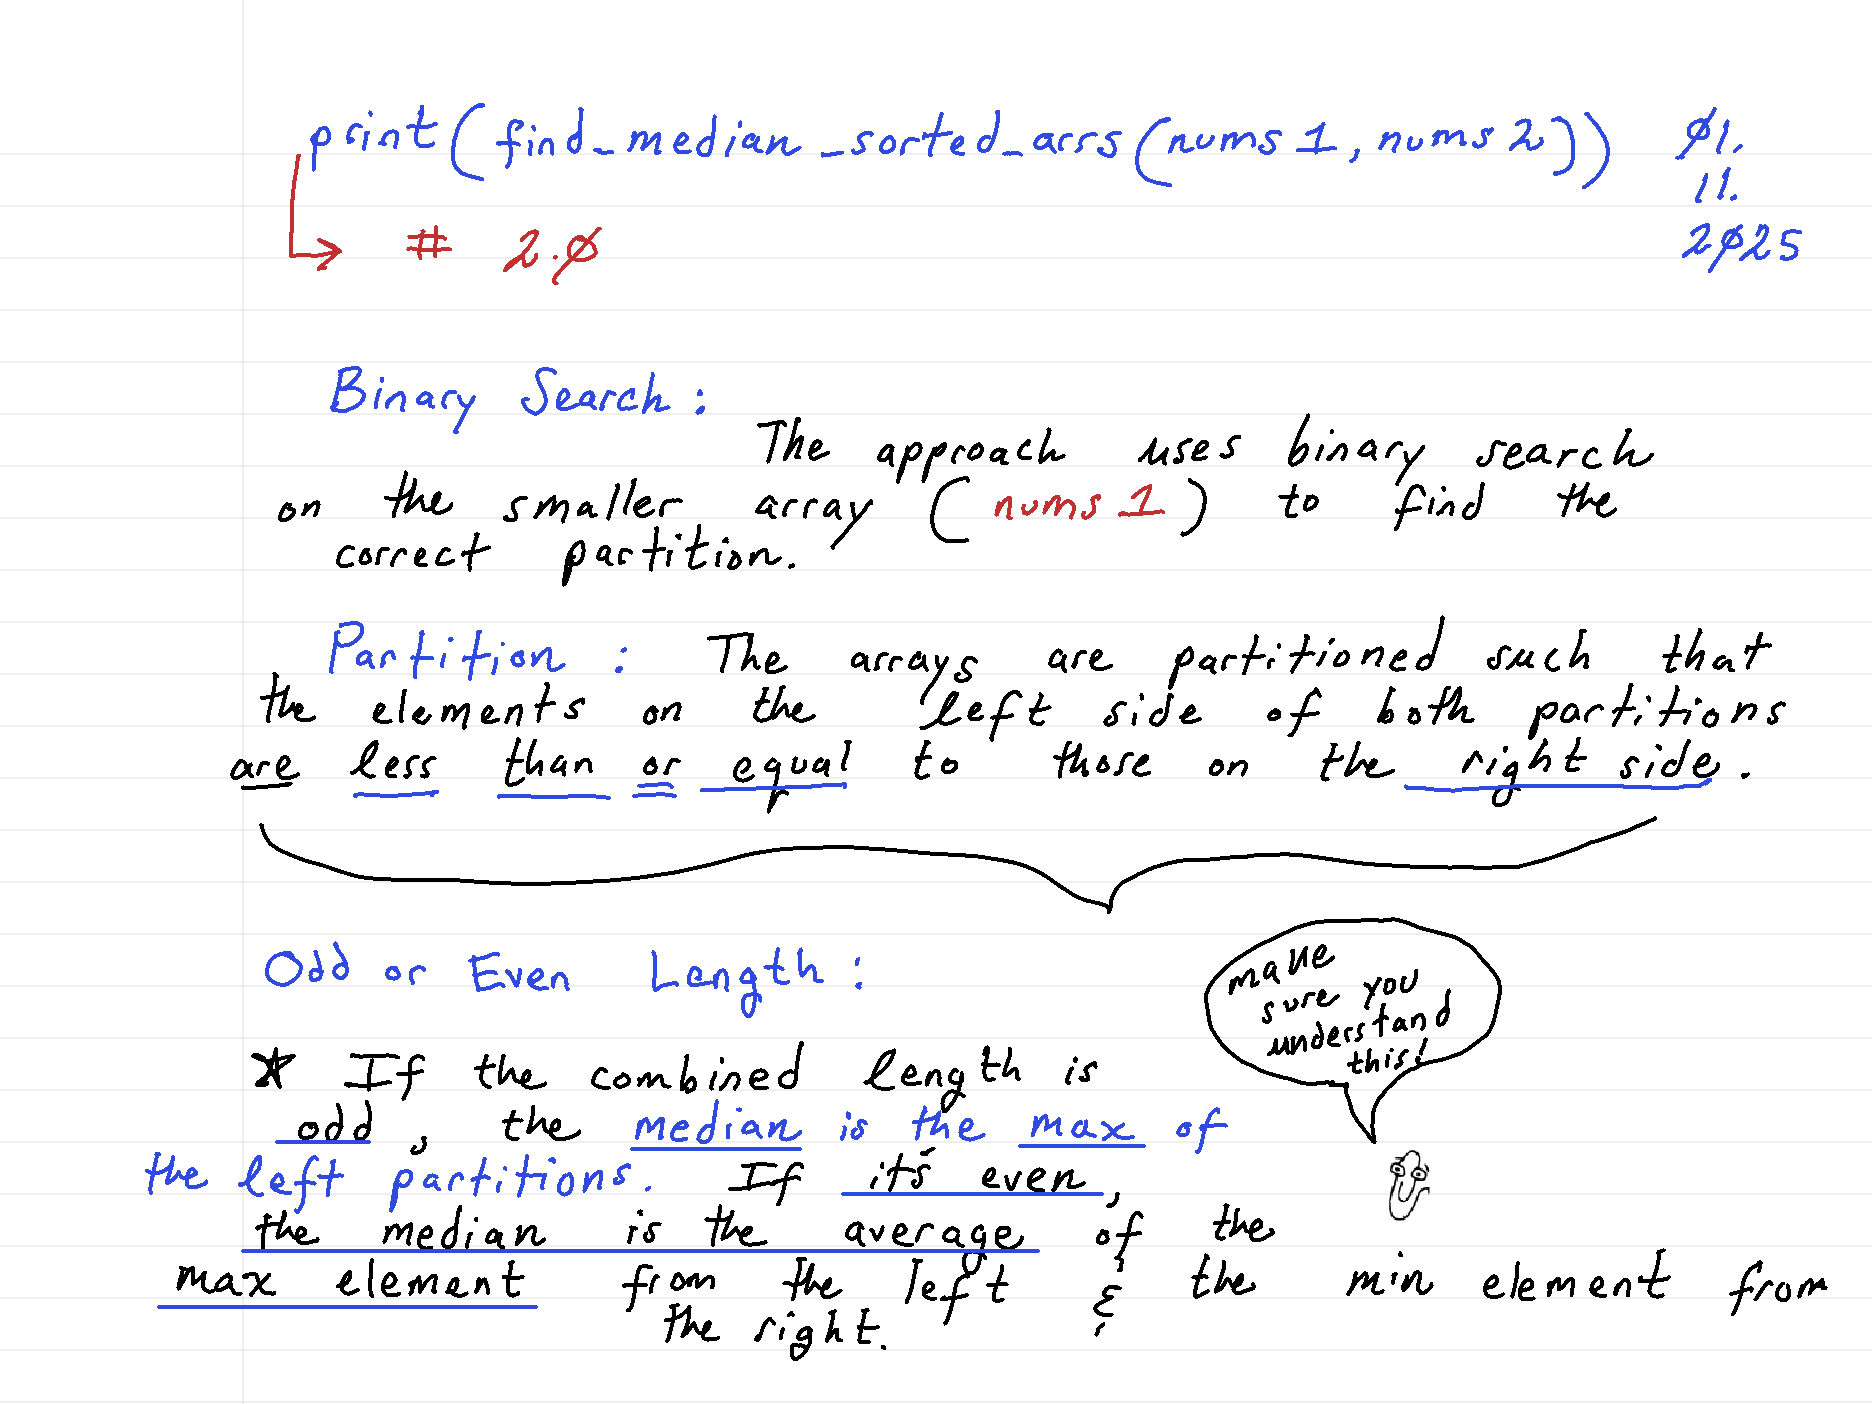 print(find_median_sorted_arrs(nums1, nums2)) Ø1.
11.
# 2.Ø 2Ø25
Binary Search:
The approach uses binary search
on the smaller array (nums1) to find the
correct partition.
Partition: The arrays are partitioned such that
the elements on the left side of both partitions
are less than or equal to those on the right side.
Odd or Even Length:
make
sure you
understand
this!
* If the combined length is
odd, the median is the max of
the left partitions. If it's even,
the median is the average of the
max element from the left & the min element from
the right.